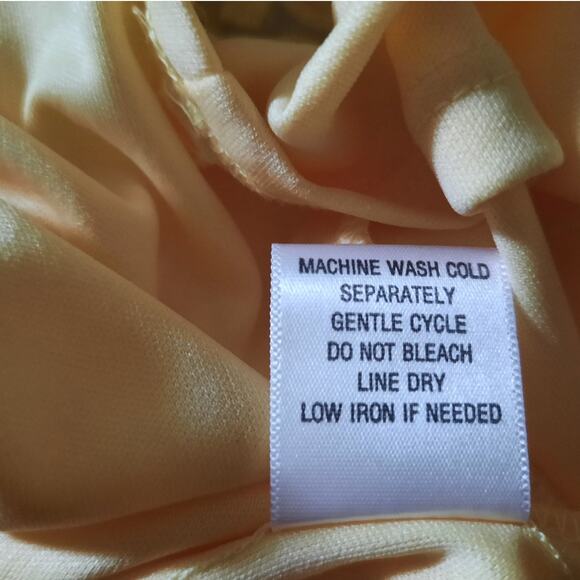 MACHINE WASH COLD
SEPARATELY
GENTLE CYCLE
DO NOT BLEACH
LINE DRY
LOW IRON IF NEEDED